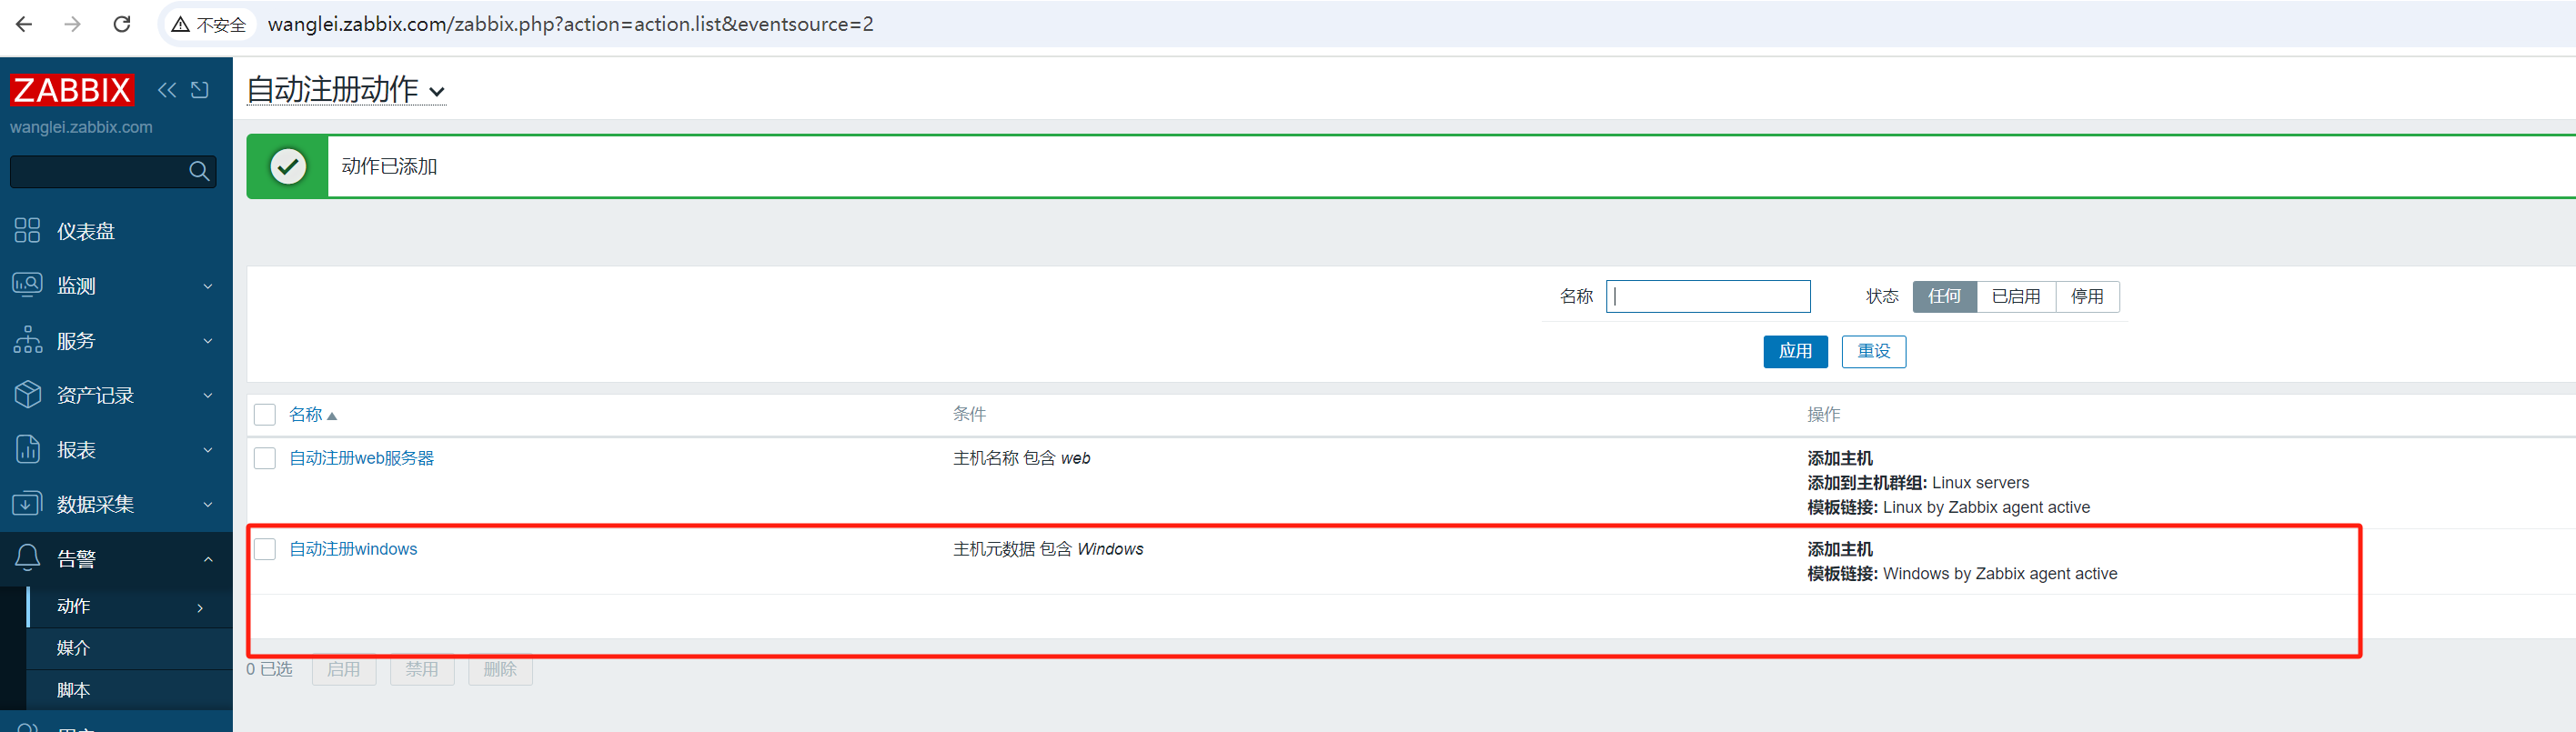 不安全 wanglei.zabbix.com/zabbix.php?action=action.list&eventsource=2
ZABBIX
wanglei.zabbix.com
仪表盘
监测
服务
资产记录
报表
数据采集
告警
动作
媒介
脚本
自动注册动作
动作已添加
名称 状态 任何 已启用 停用
应用 重设
名称 条件 操作
自动注册web服务器 主机名称 包含 web 添加主机
添加到主机群组: Linux servers
模板链接: Linux by Zabbix agent active
自动注册windows 主机元数据 包含 Windows 添加主机
模板链接: Windows by Zabbix agent active
0 已选 启用 禁用 删除